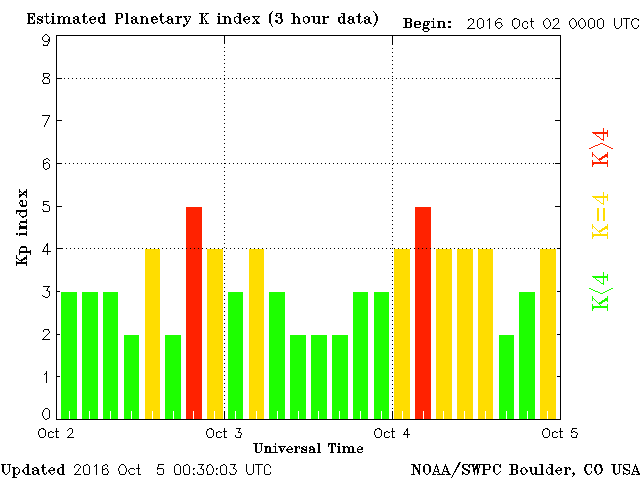 Estimated Planetary K index (3 hour data)
Begin: 2016 Oct 02 0000 UTC
9
8
7
6
5
4
3
2
1
0
Kp index
K>4
K=4
K<4
Oct 2
Oct 3
Oct 4
Oct 5
Universal Time
Updated 2016 Oct 5 00:30:03 UTC
NOAA/SWPC Boulder, CO USA